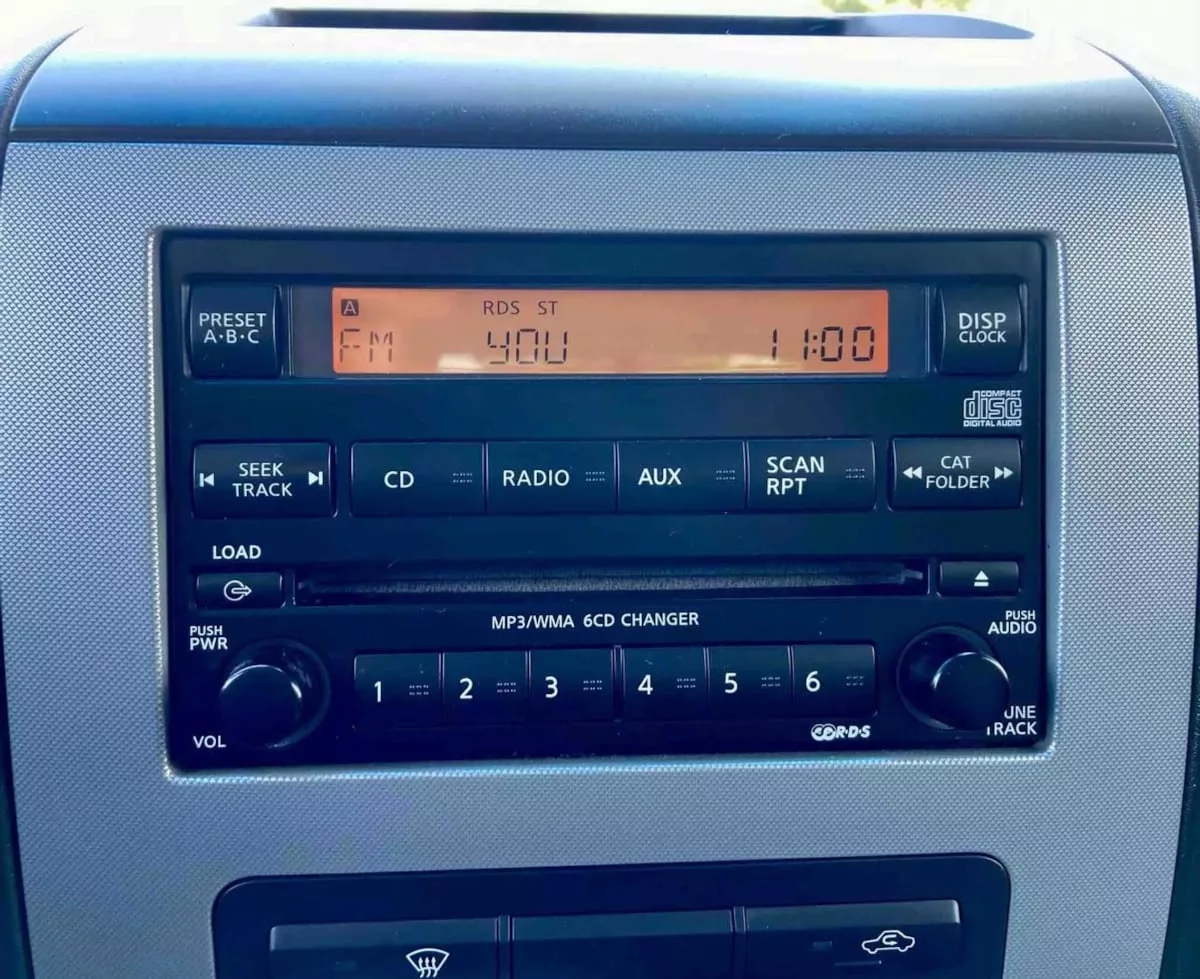 PRESET
A·B·C
A RDS ST
FM YOU 11:00
DISP
CLOCK
COMPACT
disc
DIGITAL AUDIO
SEEK
TRACK
CD
RADIO
AUX
SCAN
RPT
CAT
FOLDER
LOAD
MP3/WMA 6CD CHANGER
PUSH
PWR
VOL
1 2 3 4 5 6
R·D·S
PUSH
AUDIO
UNE
TRACK